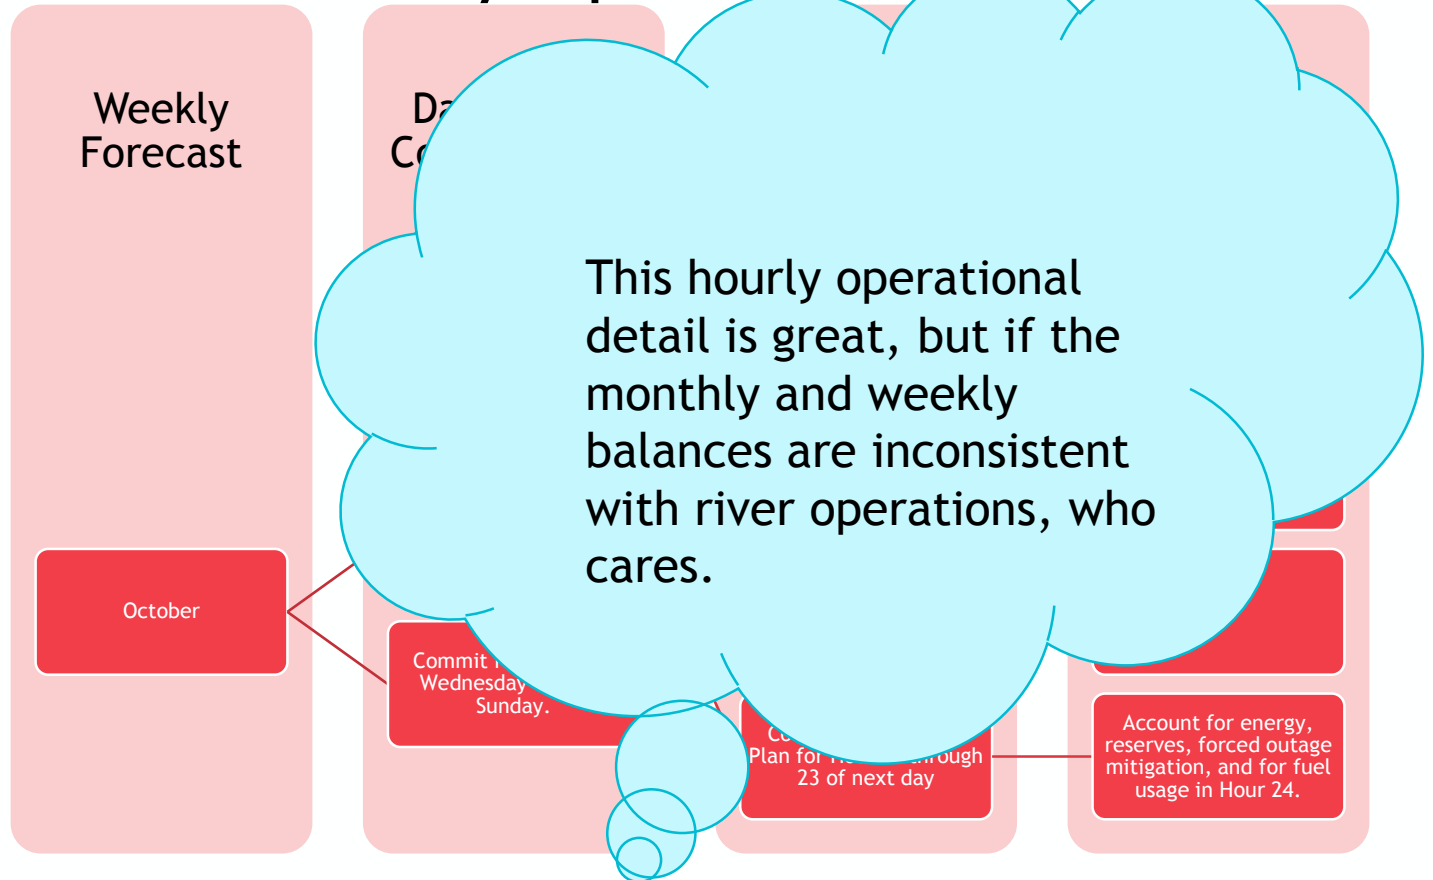 Weekly
Forecast
This hourly operational
detail is great, but if the
monthly and weekly
balances are inconsistent
with river operations, who
cares.
October
Commit
Wednesday
Sunday.
Plan for
23 of next day
Account for energy,
reserves, forced outage
mitigation, and for fuel
usage in Hour 24.